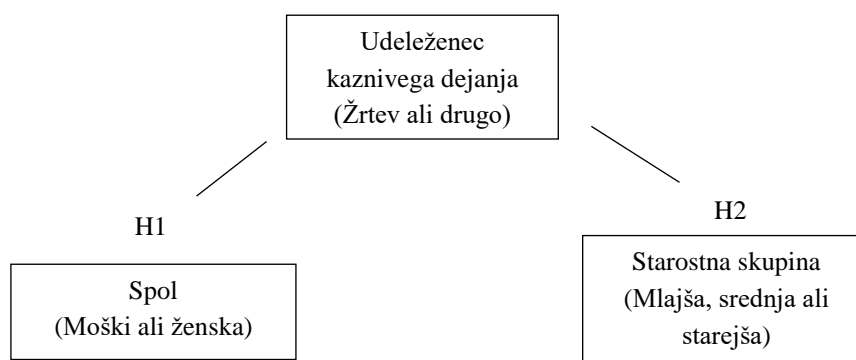 Udeleženec
kaznivega dejanja
(Žrtev ali drugo)
H1
H2
Spol
(Moški ali ženska)
Starostna skupina
(Mlajša, srednja ali
starejša)